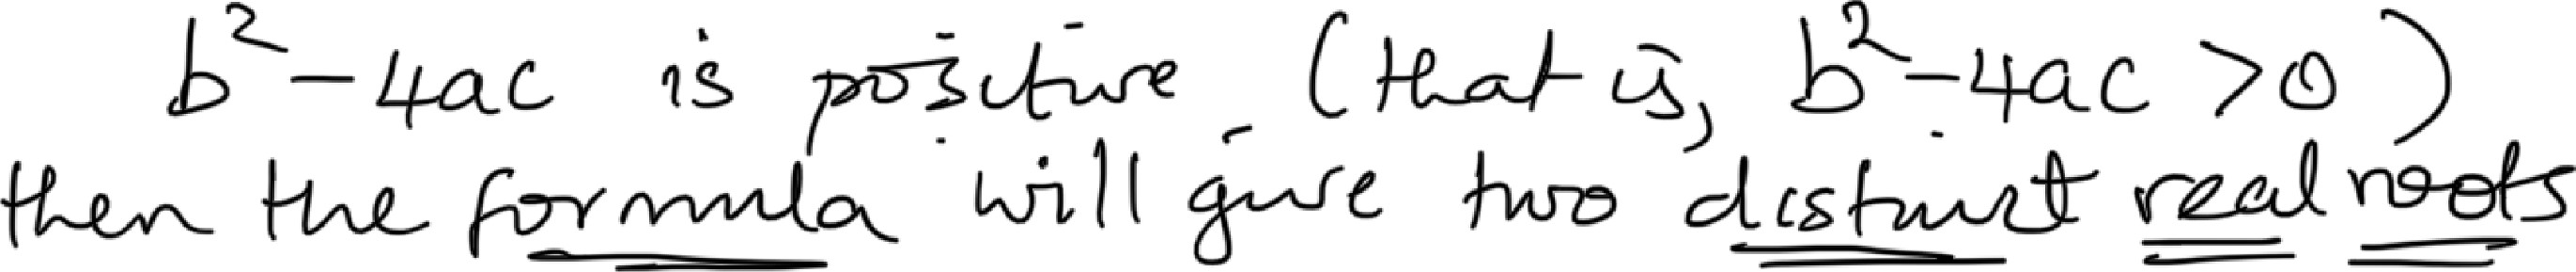 b² - 4ac is positive (that is, b² - 4ac > 0)
then the formula will give two distinct real roots